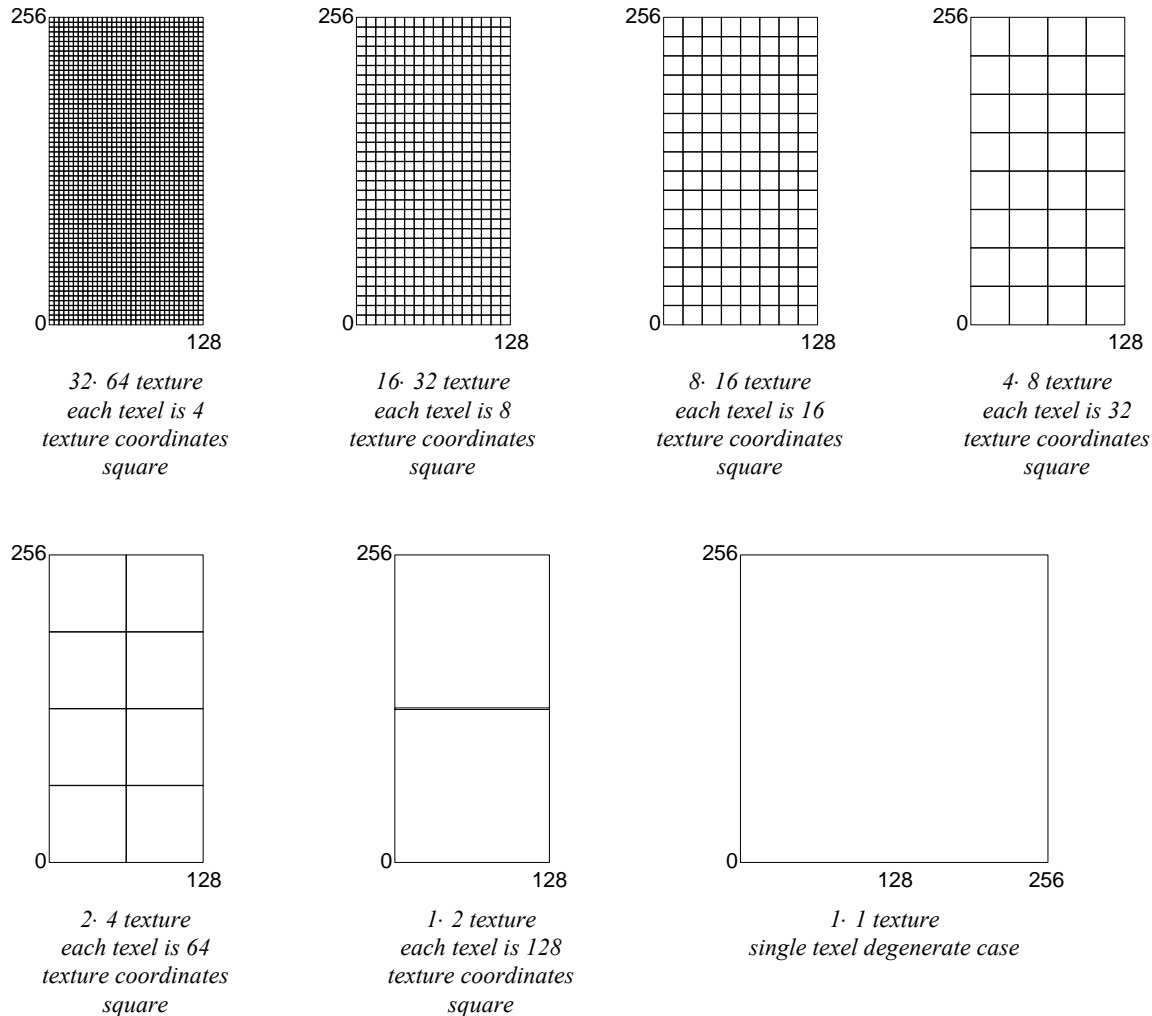 256
256
256
256
0
0
0
0
128
128
128
128
32· 64 texture
each texel is 4
texture coordinates
square
16· 32 texture
each texel is 8
texture coordinates
square
8· 16 texture
each texel is 16
texture coordinates
square
4· 8 texture
each texel is 32
texture coordinates
square
256
256
256
0
0
0
128
128
128
256
2· 4 texture
each texel is 64
texture coordinates
square
1· 2 texture
each texel is 128
texture coordinates
square
1· 1 texture
single texel degenerate case